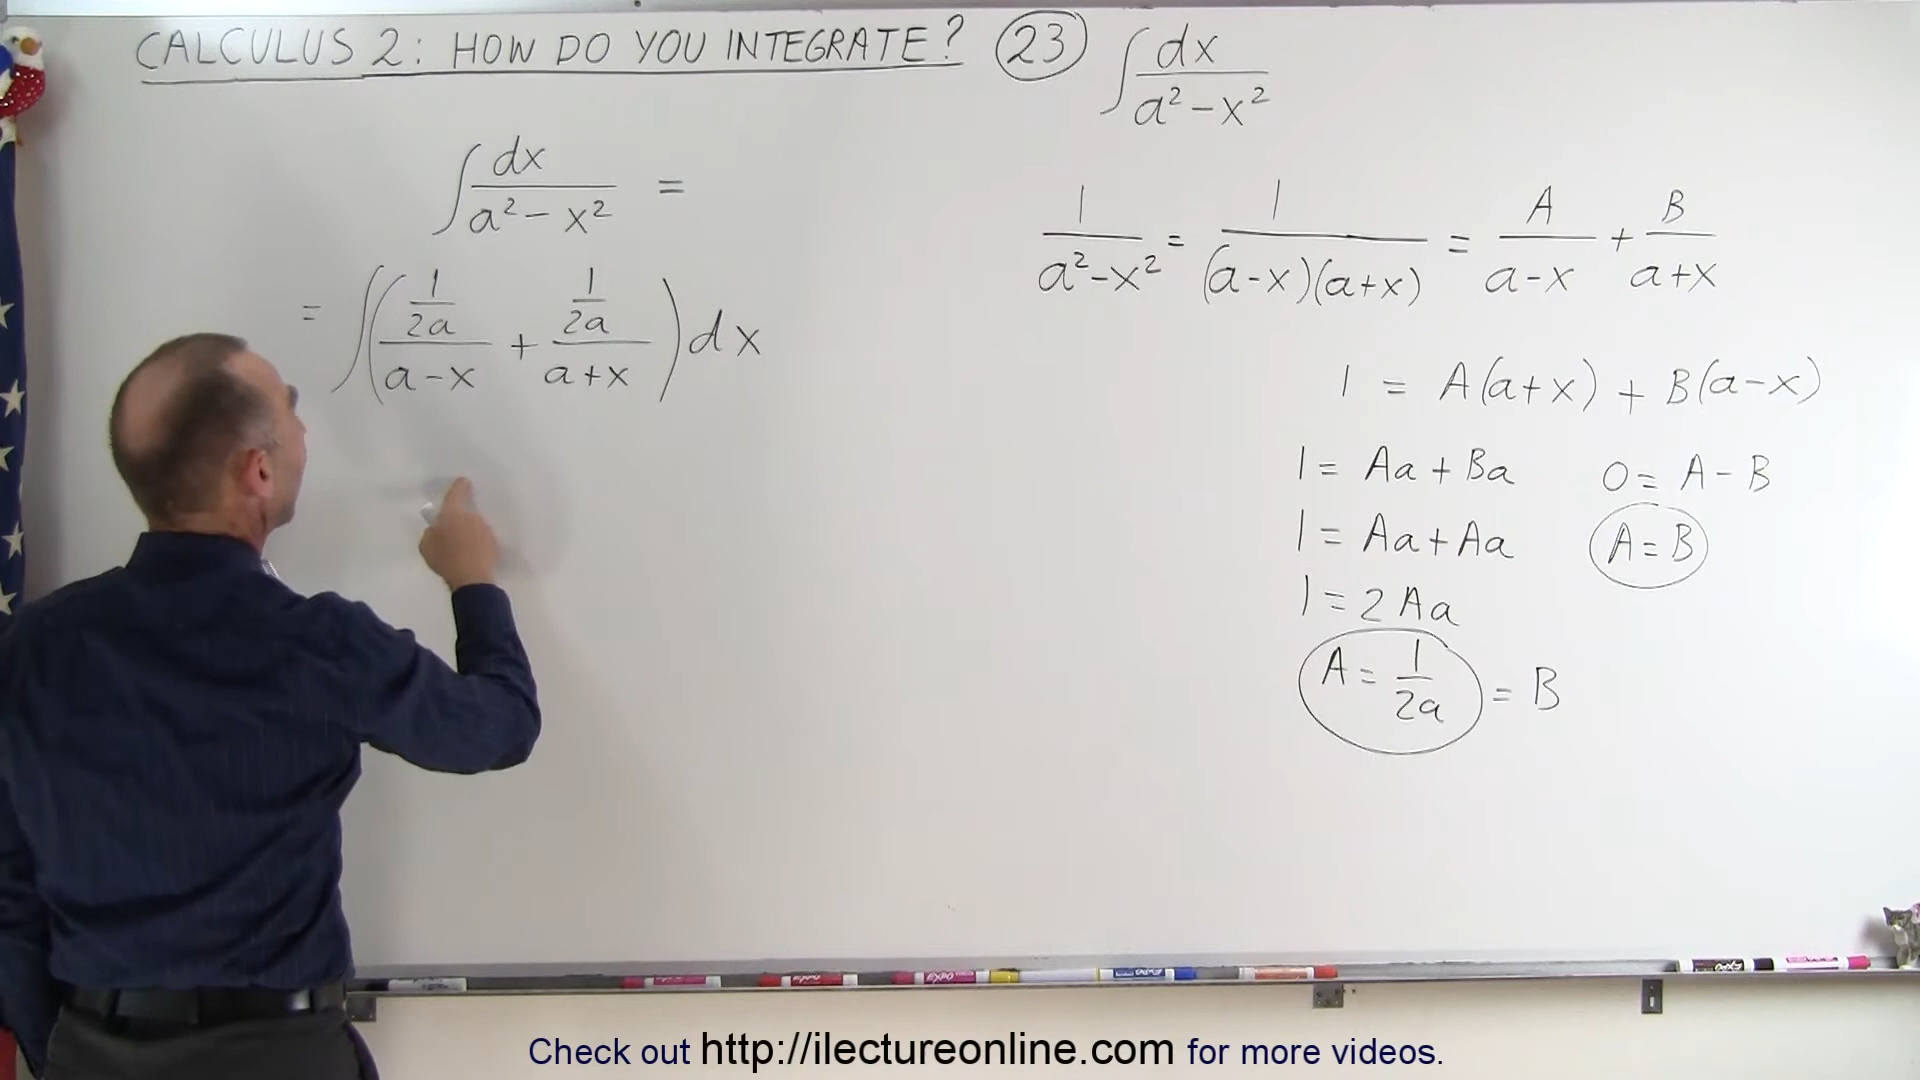 CALCULUS 2: HOW DO YOU INTEGRATE? 23 ∫ dx / (a² - x²)
∫ dx / (a² - x²) =
= ∫ ( (1/2a) / (a-x) + (1/2a) / (a+x) ) dx
1 / (a²-x²) = 1 / ((a-x)(a+x)) = A / (a-x) + B / (a+x)
1 = A(a+x) + B(a-x)
1 = Aa + Ba 0 = A - B
1 = Aa + Aa A = B
1 = 2Aa
A = 1/2a = B
EXPO
Check out http://ilectureonline.com for more videos.